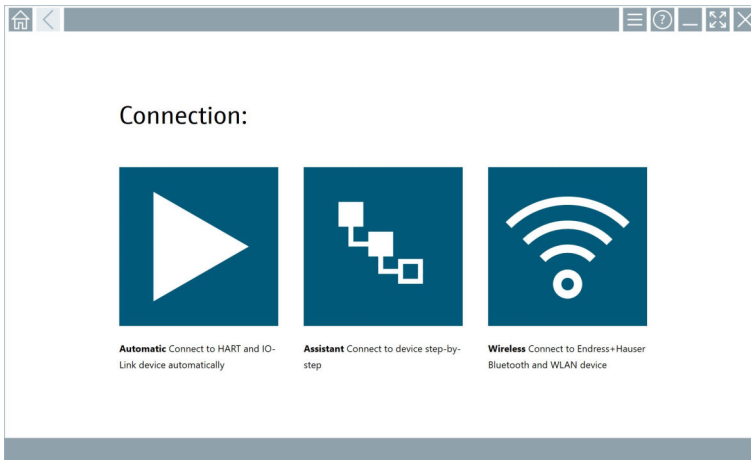 Connection:
Automatic Connect to HART and IO-
Link device automatically
Assistant Connect to device step-by-
step
Wireless Connect to Endress+Hauser
Bluetooth and WLAN device